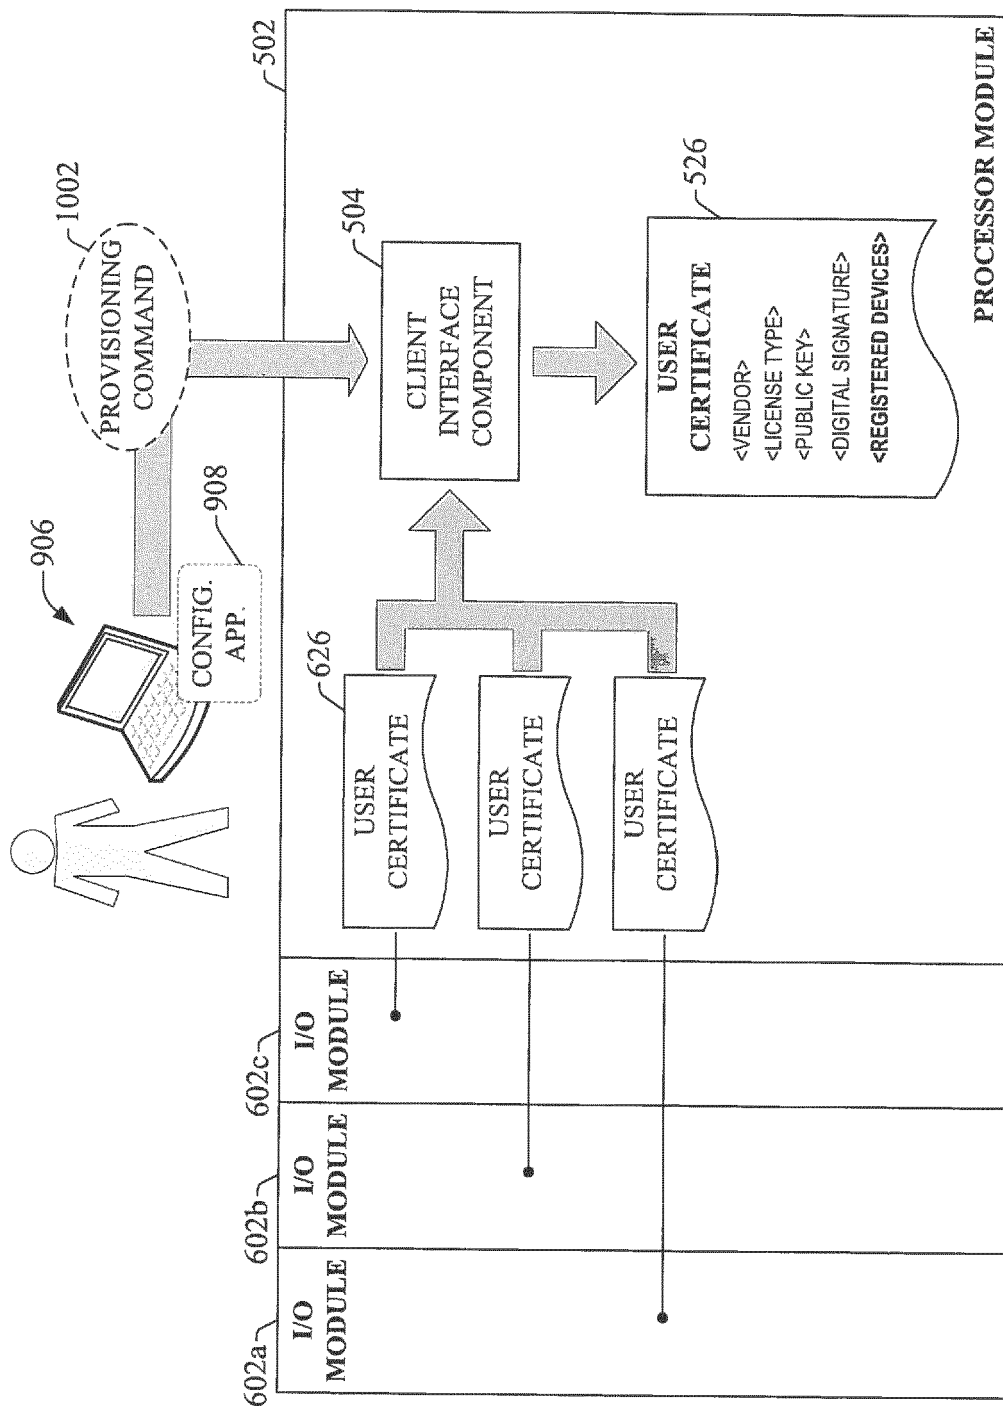 906
1002
PROVISIONING
COMMAND
908
CONFIG.
APP.
602a
602b
602c
502
I/O
MODULE
I/O
MODULE
I/O
MODULE
626
USER
CERTIFICATE
USER
CERTIFICATE
USER
CERTIFICATE
504
CLIENT
INTERFACE
COMPONENT
526
USER
CERTIFICATE
<VENDOR>
<LICENSE TYPE>
<PUBLIC KEY>
<DIGITAL SIGNATURE>
<REGISTERED DEVICES>
PROCESSOR MODULE